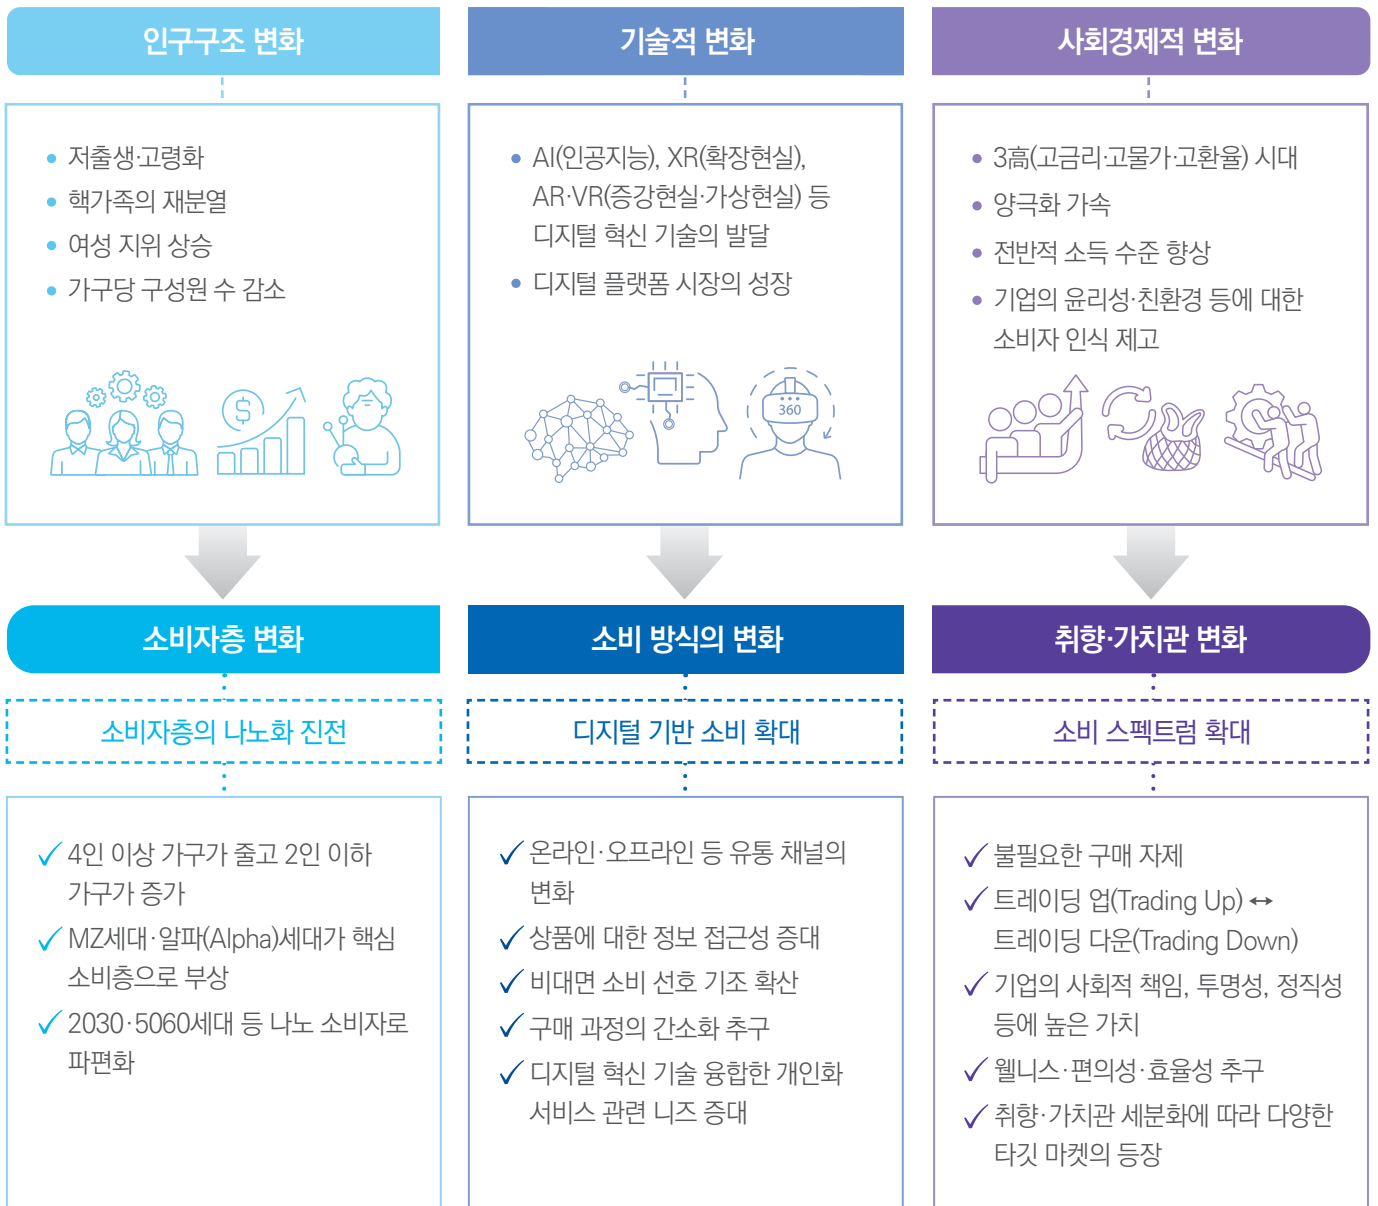 인구구조 변화
저출생·고령화
핵가족의 재분열
여성 지위 상승
가구당 구성원 수 감소
기술적 변화
AI(인공지능), XR(확장현실),
AR·VR(증강현실·가상현실) 등
디지털 혁신 기술의 발달
디지털 플랫폼 시장의 성장
360
사회경제적 변화
3高(고금리·고물가·고환율) 시대
양극화 가속
전반적 소득 수준 향상
기업의 윤리성·친환경 등에 대한
소비자 인식 제고
소비자층 변화
소비자층의 나노화 진전
4인 이상 가구가 줄고 2인 이하
가구가 증가
MZ세대·알파(Alpha)세대가 핵심
소비층으로 부상
2030·5060세대 등 나노 소비자로
파편화
소비 방식의 변화
디지털 기반 소비 확대
온라인·오프라인 등 유통 채널의
변화
상품에 대한 정보 접근성 증대
비대면 소비 선호 기조 확산
구매 과정의 간소화 추구
디지털 혁신 기술 융합한 개인화
서비스 관련 니즈 증대
취향·가치관 변화
소비 스펙트럼 확대
불필요한 구매 자제
트레이딩 업(Trading Up) ↔
트레이딩 다운(Trading Down)
기업의 사회적 책임, 투명성, 정직성
등에 높은 가치
웰니스·편의성·효율성 추구
취향·가치관 세분화에 따라 다양한
타깃 마켓의 등장